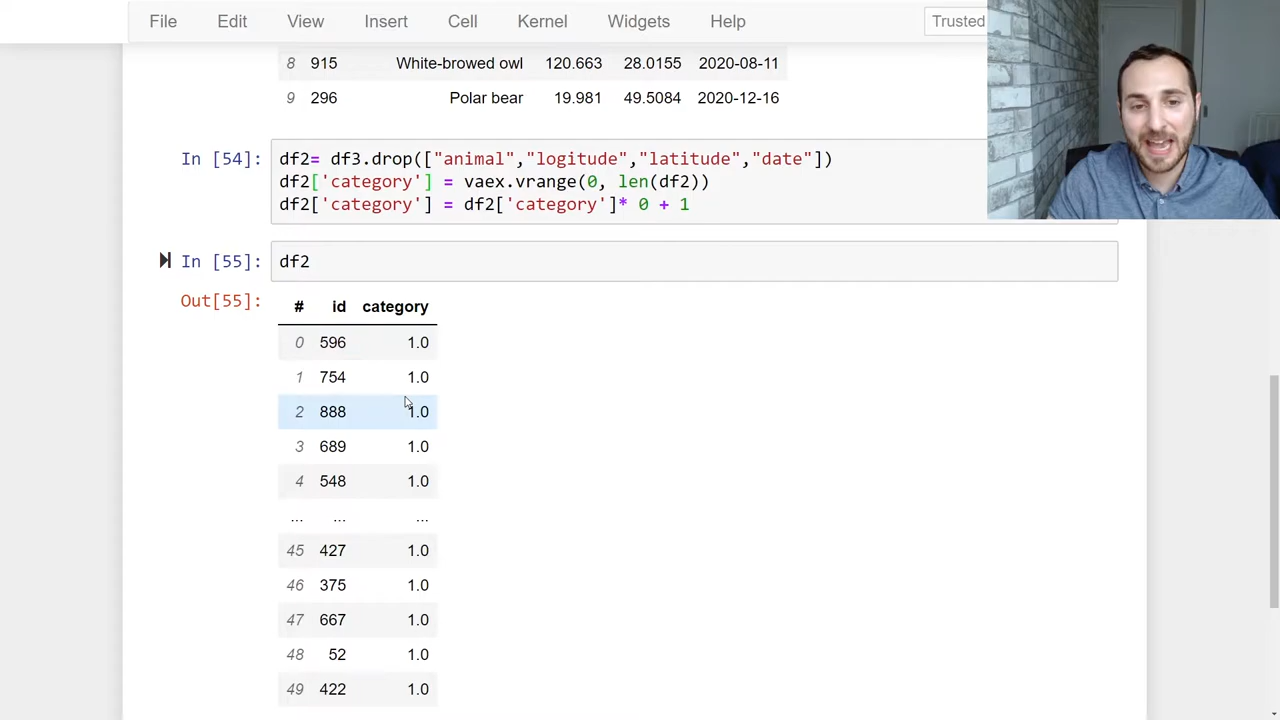 File Edit View Insert Cell Kernel Widgets Help Trusted
8 915 White-browed owl 120.663 28.0155 2020-08-11
9 296 Polar bear 19.981 49.5084 2020-12-16
In [54]: df2= df3.drop(["animal","logitude","latitude","date"])
df2['category'] = vaex.vrange(0, len(df2))
df2['category'] = df2['category']* 0 + 1
In [55]: df2
Out[55]:
# id category
0 596 1.0
1 754 1.0
2 888 1.0
3 689 1.0
4 548 1.0
... ... ...
45 427 1.0
46 375 1.0
47 667 1.0
48 52 1.0
49 422 1.0